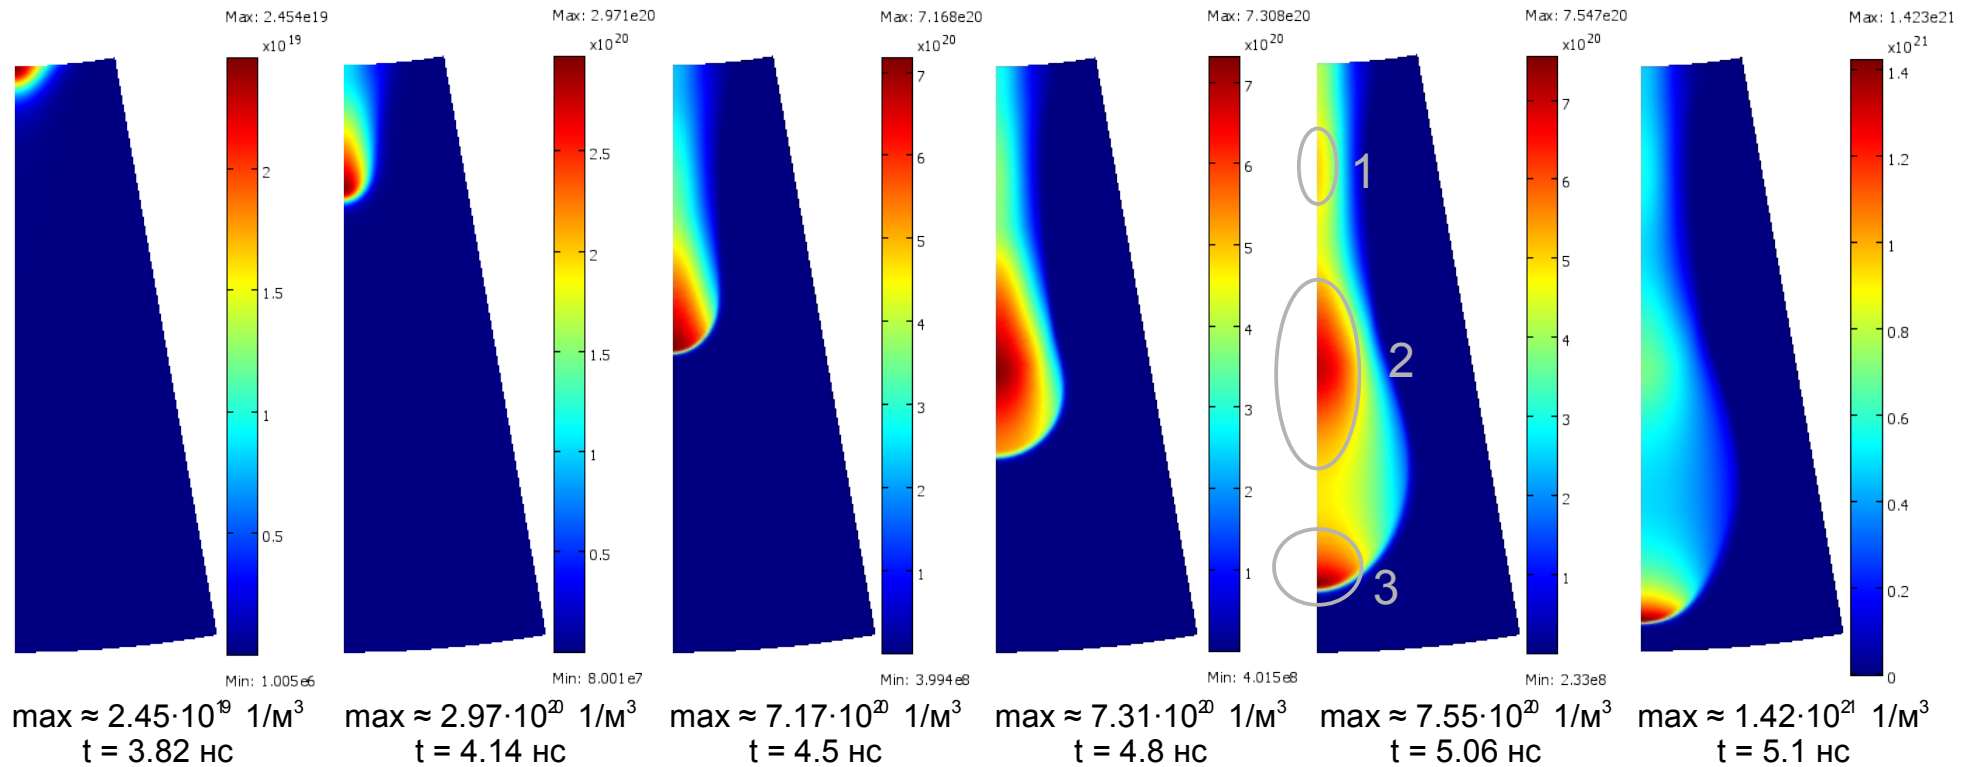 Max: 2.454e19
x10^19
2
1.5
1
0.5
Min: 1.005e6
max ≈ 2.45·10^19 1/м^3
t = 3.82 нс
Max: 2.971e20
x10^20
2.5
2
1.5
1
0.5
Min: 8.001e7
max ≈ 2.97·10^20 1/м^3
t = 4.14 нс
Max: 7.168e20
x10^20
7
6
5
4
3
2
1
Min: 3.994e8
max ≈ 7.17·10^20 1/м^3
t = 4.5 нс
Max: 7.308e20
x10^20
7
6
5
4
3
2
1
Min: 4.015e8
max ≈ 7.31·10^20 1/м^3
t = 4.8 нс
Max: 7.547e20
x10^20
7
6
5
4
3
2
1
1
2
3
Min: 2.33e8
max ≈ 7.55·10^20 1/м^3
t = 5.06 нс
Max: 1.423e21
x10^21
1.4
1.2
1
0.8
0.6
0.4
0.2
0
max ≈ 1.42·10^21 1/м^3
t = 5.1 нс